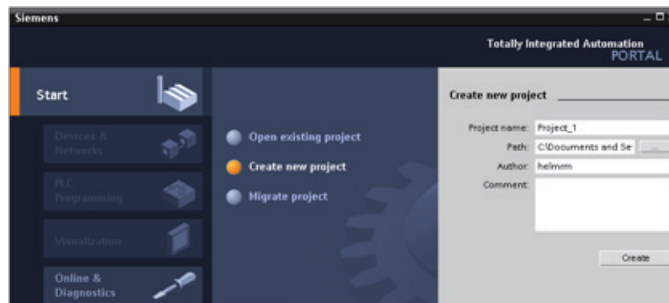 Siemens
Totally Integrated Automation
PORTAL
Start
Devices &
Networks
PLC
Programming
Visualization
Online &
Diagnostics
Open existing project
Create new project
Migrate project
Create new project
Project name: Project_1
Path: C:\Documents and Se ...
Author: helmrm
Comment:
Create